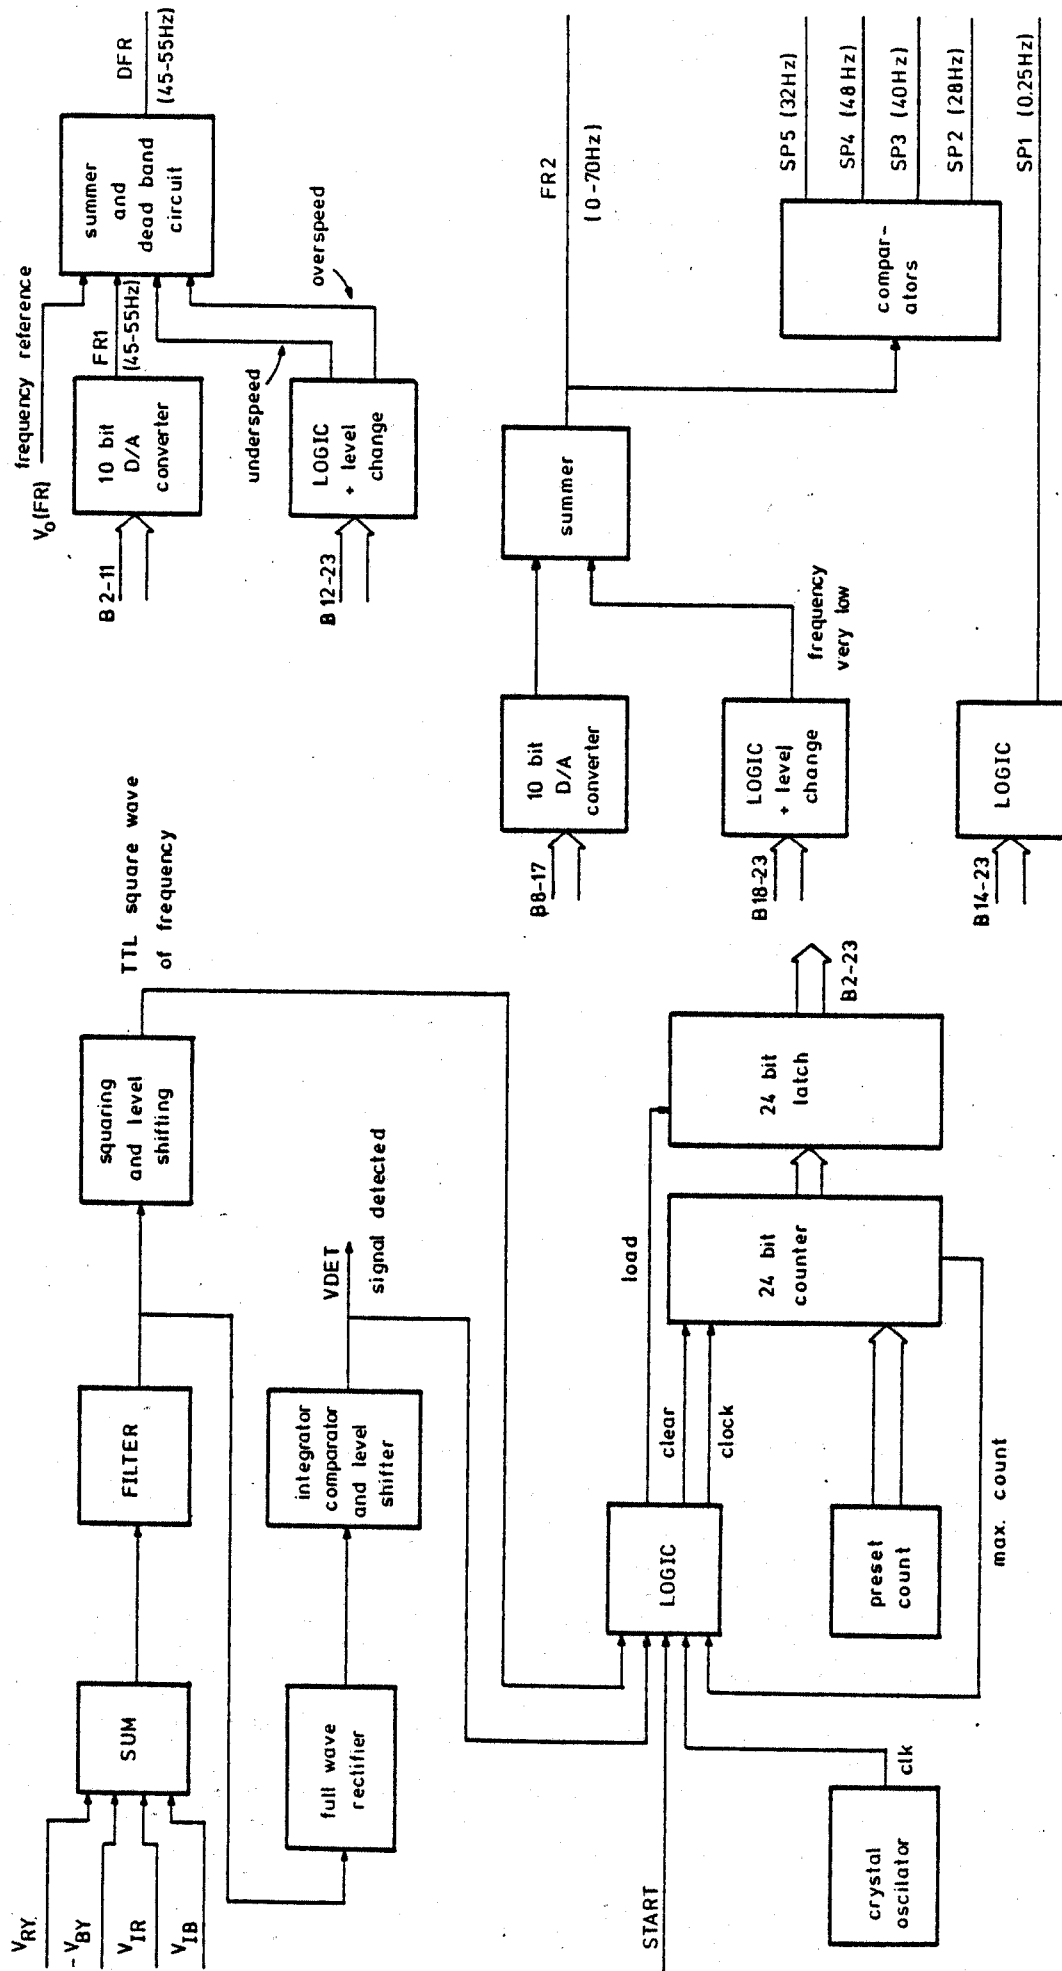 V_RY
-V_BY
V_IR
V_IB
SUM
FILTER
squaring
and level
shifting
TTL square wave
of frequency
full wave
rectifier
integrator
comparator
and level
shifter
VDET
signal detected
START
crystal
oscilator
clk
LOGIC
load
clear
clock
preset
count
max. count
24 bit
counter
24 bit
latch
B2-23
V_o(FR)
frequency reference
B2-11
10 bit
D/A
converter
FR1
(45-55Hz)
B12-23
LOGIC
+ level
change
underspeed
overspeed
summer
and
dead band
circuit
DFR
(45-55Hz)
B8-17
10 bit
D/A
converter
B18-23
LOGIC
+ level
change
frequency
very low
summer
FR2
(0-70Hz)
compar-
ators
SP5 (32Hz)
SP4 (48Hz)
SP3 (40Hz)
SP2 (28Hz)
B14-23
LOGIC
SP1 (0.25Hz)